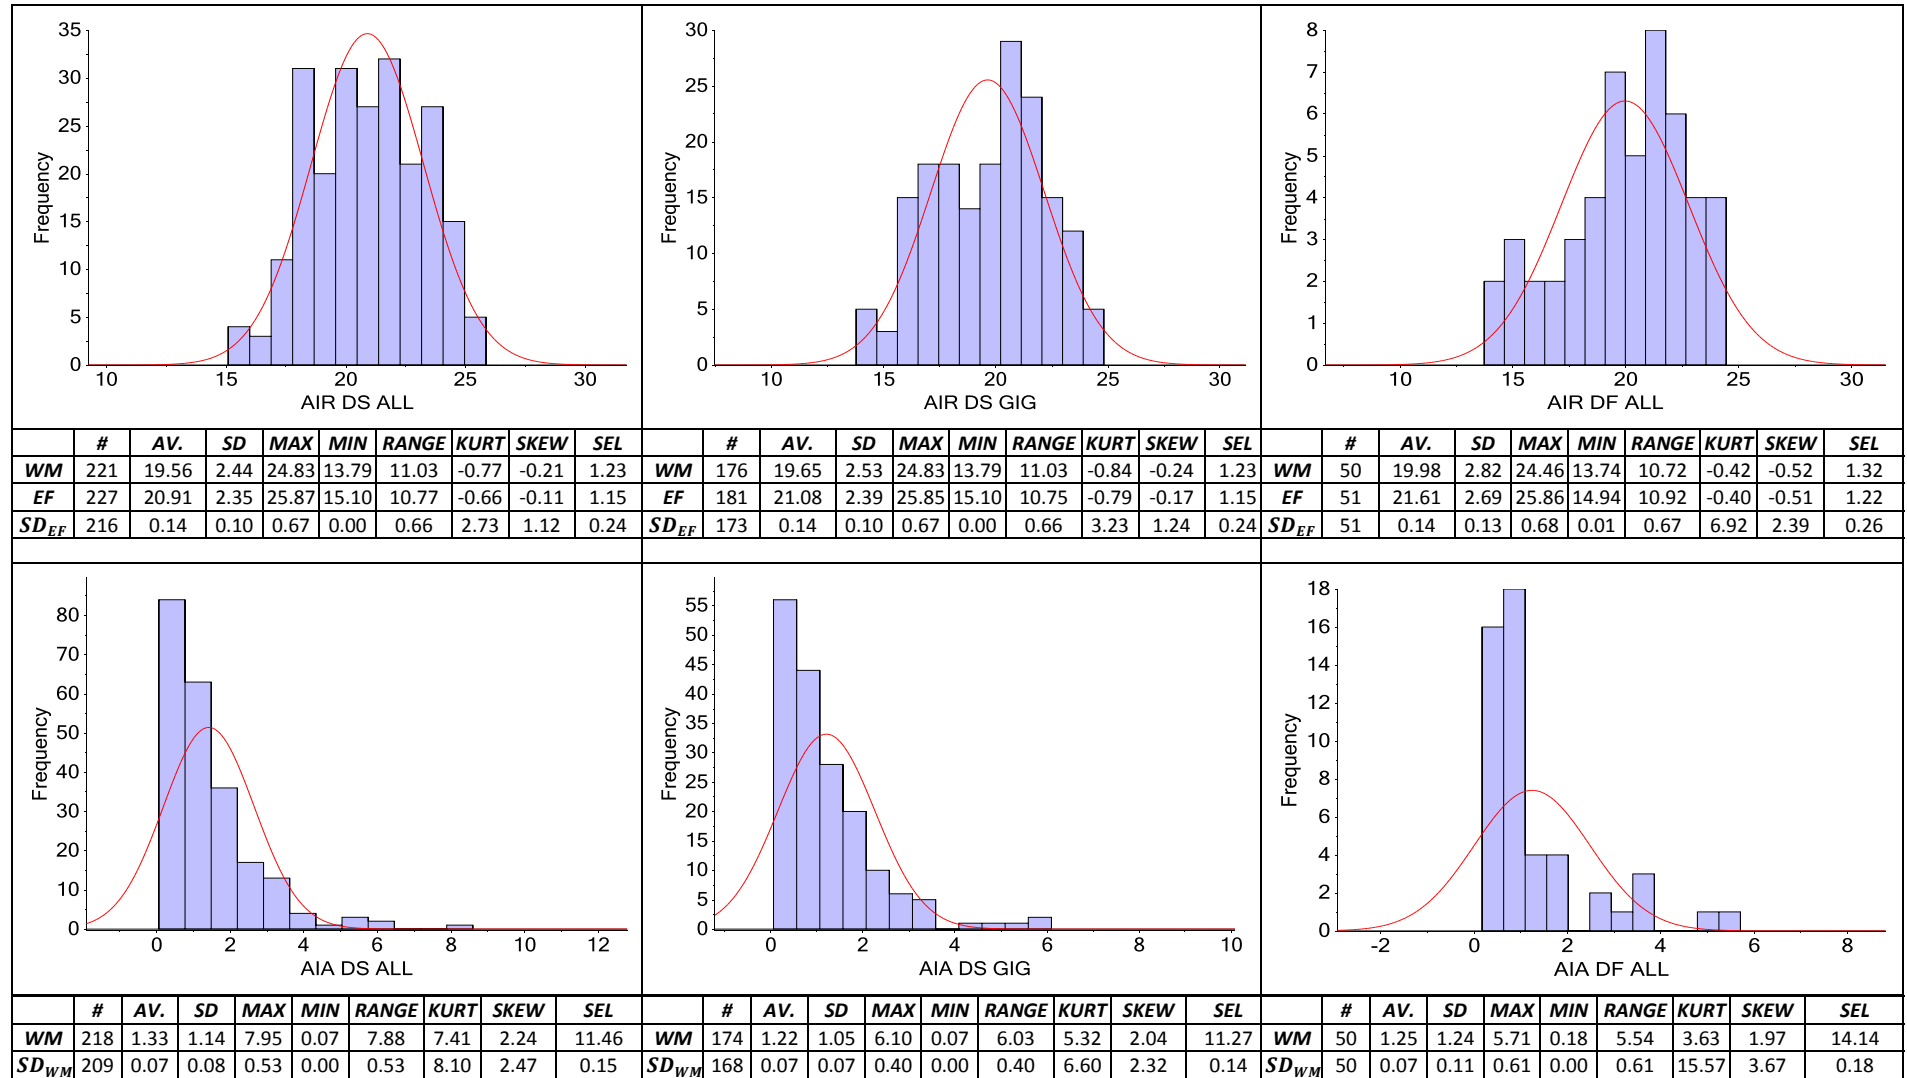 35
30
25
20
15
10
5
0
Frequency
10 15 20 25 30
AIR DS ALL
30
25
20
15
10
5
0
Frequency
10 15 20 25 30
AIR DS GIG
8
7
6
5
4
3
2
1
0
Frequency
10 15 20 25 30
AIR DF ALL
# AV. SD MAX MIN RANGE KURT SKEW SEL
WM 221 19.56 2.44 24.83 13.79 11.03 -0.77 -0.21 1.23
EF 227 20.91 2.35 25.87 15.10 10.77 -0.66 -0.11 1.15
SD_EF 216 0.14 0.10 0.67 0.00 0.66 2.73 1.12 0.24
# AV. SD MAX MIN RANGE KURT SKEW SEL
WM 176 19.65 2.53 24.83 13.79 11.03 -0.84 -0.24 1.23
EF 181 21.08 2.39 25.85 15.10 10.75 -0.79 -0.17 1.15
SD_EF 173 0.14 0.10 0.67 0.00 0.66 3.23 1.24 0.24
# AV. SD MAX MIN RANGE KURT SKEW SEL
WM 50 19.98 2.82 24.46 13.74 10.72 -0.42 -0.52 1.32
EF 51 21.61 2.69 25.86 14.94 10.92 -0.40 -0.51 1.22
SD_EF 51 0.14 0.13 0.68 0.01 0.67 6.92 2.39 0.26
80
70
60
50
40
30
20
10
0
Frequency
0 2 4 6 8 10 12
AIA DS ALL
55
50
45
40
35
30
25
20
15
10
5
0
Frequency
0 2 4 6 8 10
AIA DS GIG
18
16
14
12
10
8
6
4
2
0
Frequency
-2 0 2 4 6 8
AIA DF ALL
# AV. SD MAX MIN RANGE KURT SKEW SEL
WM 218 1.33 1.14 7.95 0.07 7.88 7.41 2.24 11.46
SD_WM 209 0.07 0.08 0.53 0.00 0.53 8.10 2.47 0.15
# AV. SD MAX MIN RANGE KURT SKEW SEL
WM 174 1.22 1.05 6.10 0.07 6.03 5.32 2.04 11.27
SD_WM 168 0.07 0.07 0.40 0.00 0.40 6.60 2.32 0.14
# AV. SD MAX MIN RANGE KURT SKEW SEL
WM 50 1.25 1.24 5.71 0.18 5.54 3.63 1.97 14.14
SD_WM 50 0.07 0.11 0.61 0.00 0.61 15.57 3.67 0.18